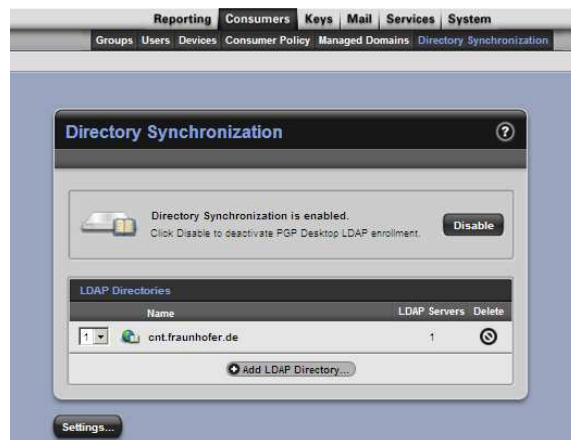 Reporting Consumers Keys Mail Services System
Groups Users Devices Consumer Policy Managed Domains Directory Synchronization
Directory Synchronization ?
Directory Synchronization is enabled.
Click Disable to deactivate PGP Desktop LDAP enrollment.
Disable
LDAP Directories
Name LDAP Servers Delete
1 cnt.fraunhofer.de 1
Add LDAP Directory...
Settings...